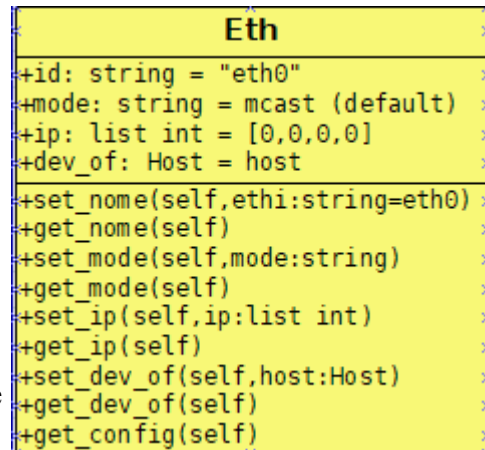 Eth
+id: string = "eth0"
+mode: string = mcast (default)
+ip: list int = [0,0,0,0]
+dev_of: Host = host
+set_nome(self,ethi:string=eth0)
+get_nome(self)
+set_mode(self,mode:string)
+get_mode(self)
+set_ip(self,ip:list int)
+get_ip(self)
+set_dev_of(self,host:Host)
+get_dev_of(self)
+get_config(self)